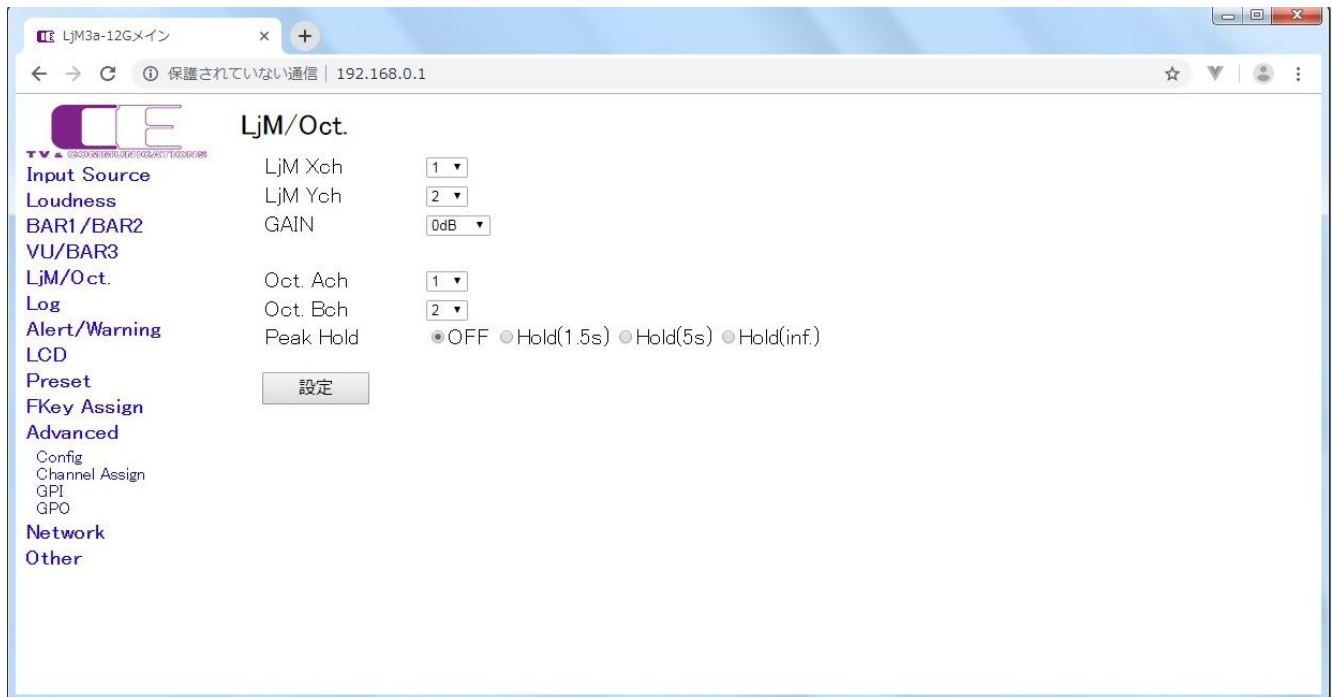 LjM3a-12Gメイン
保護されていない通信 | 192.168.0.1
TV & COMMUNICATIONS
Input Source
Loudness
BAR1/BAR2
VU/BAR3
LjM/Oct.
Log
Alert/Warning
LCD
Preset
FKey Assign
Advanced
Config
Channel Assign
GPI
GPO
Network
Other
LjM/Oct.
LjM Xch 1
LjM Ych 2
GAIN 0dB
Oct. Ach 1
Oct. Bch 2
Peak Hold OFF Hold(1.5s) Hold(5s) Hold(inf.)
設定